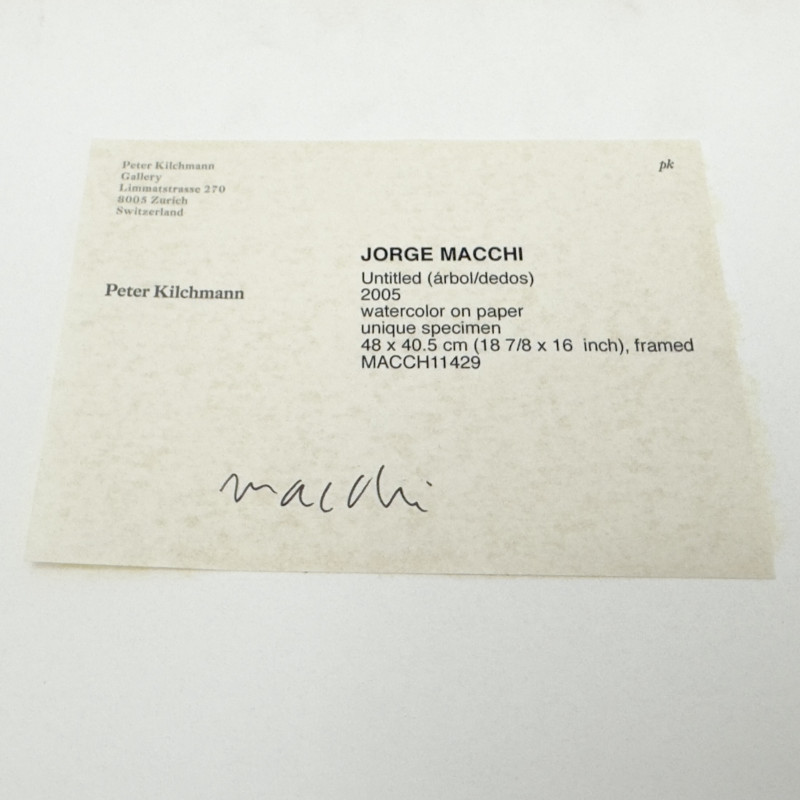 Peter Kilchmann
Gallery
Limmatstrasse 270
8005 Zurich
Switzerland
pk
Peter Kilchmann
JORGE MACCHI
Untitled (árbol/dedos)
2005
watercolor on paper
unique specimen
48 x 40.5 cm (18 7/8 x 16 inch), framed
MACCH11429
macchi